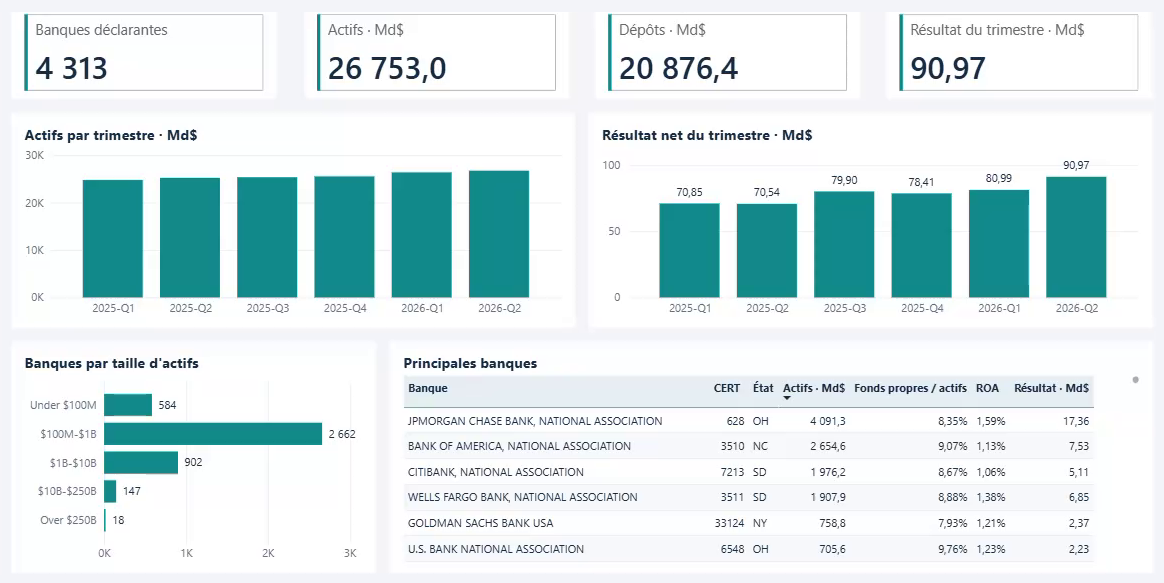 Banques déclarantes
4 313
Actifs · Md$
26 753,0
Dépôts · Md$
20 876,4
Résultat du trimestre · Md$
90,97
Actifs par trimestre · Md$
30K
20K
10K
0K
2025-Q1 2025-Q2 2025-Q3 2025-Q4 2026-Q1 2026-Q2
Résultat net du trimestre · Md$
100
50
0
70,85 70,54 79,90 78,41 80,99 90,97
2025-Q1 2025-Q2 2025-Q3 2025-Q4 2026-Q1 2026-Q2
Banques par taille d'actifs
Under $100M 584
$100M-$1B 2 662
$1B-$10B 902
$10B-$250B 147
Over $250B 18
0K 1K 2K 3K
Principales banques
Banque CERT État Actifs · Md$ Fonds propres / actifs ROA Résultat · Md$
JPMORGAN CHASE BANK, NATIONAL ASSOCIATION 628 OH 4 091,3 8,35% 1,59% 17,36
BANK OF AMERICA, NATIONAL ASSOCIATION 3510 NC 2 654,6 9,07% 1,13% 7,53
CITIBANK, NATIONAL ASSOCIATION 7213 SD 1 976,2 8,67% 1,06% 5,11
WELLS FARGO BANK, NATIONAL ASSOCIATION 3511 SD 1 907,9 8,88% 1,38% 6,85
GOLDMAN SACHS BANK USA 33124 NY 758,8 7,93% 1,21% 2,37
U.S. BANK NATIONAL ASSOCIATION 6548 OH 705,6 9,76% 1,23% 2,23